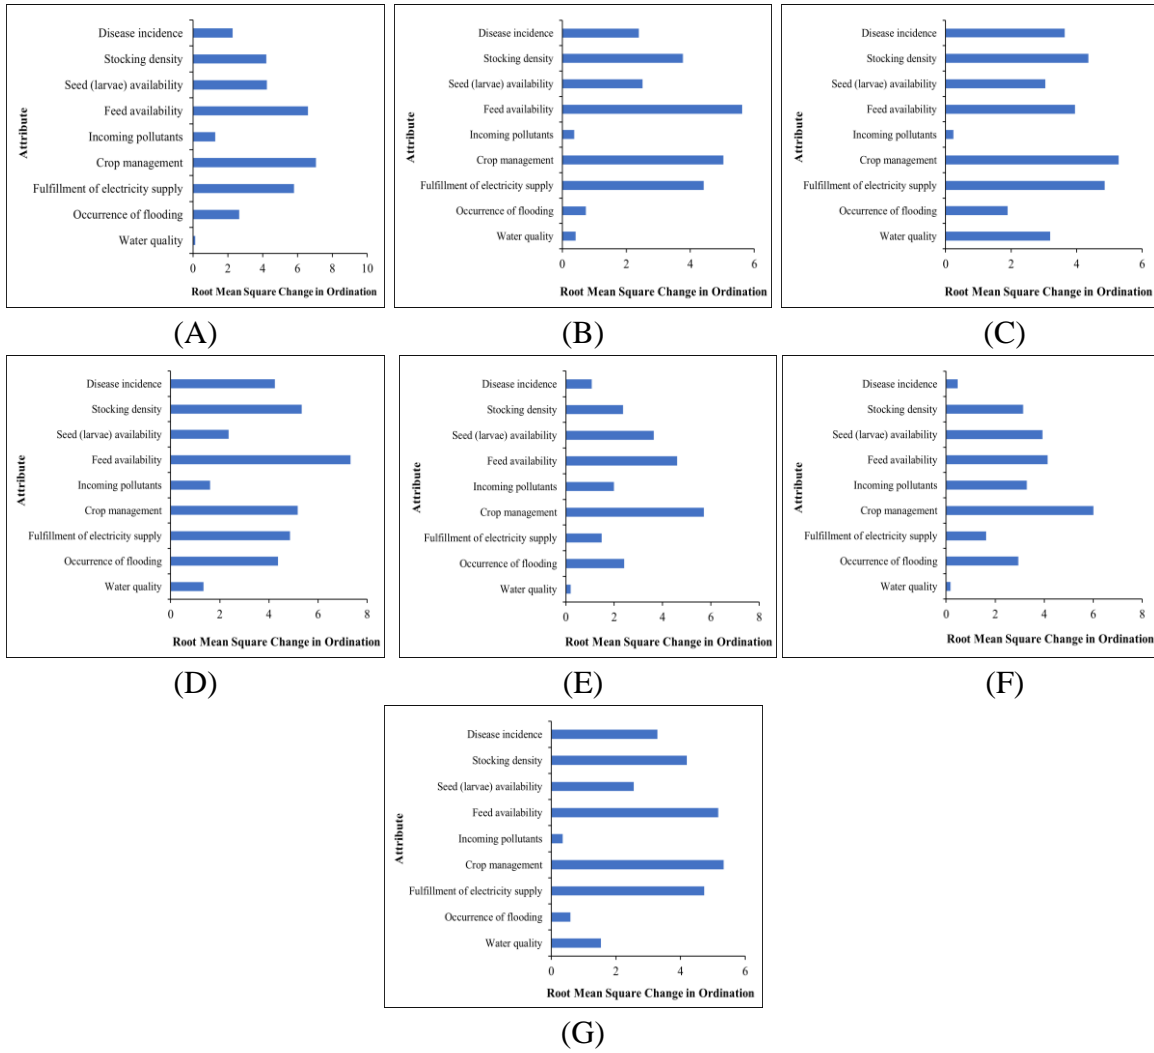 Disease incidence
Stocking density
Seed (larvae) availability
Feed availability
Incoming pollutants
Crop management
Fulfillment of electricity supply
Occurrence of flooding
Water quality
Attribute
0 2 4 6 8 10
Root Mean Square Change in Ordination
(A)
Disease incidence
Stocking density
Seed (larvae) availability
Feed availability
Incoming pollutants
Crop management
Fulfillment of electricity supply
Occurrence of flooding
Water quality
Attribute
0 2 4 6
Root Mean Square Change in Ordination
(B)
Disease incidence
Stocking density
Seed (larvae) availability
Feed availability
Incoming pollutants
Crop management
Fulfillment of electricity supply
Occurrence of flooding
Water quality
Attribute
0 2 4 6
Root Mean Square Change in Ordination
(C)
Disease incidence
Stocking density
Seed (larvae) availability
Feed availability
Incoming pollutants
Crop management
Fulfillment of electricity supply
Occurrence of flooding
Water quality
Attribute
0 2 4 6 8
Root Mean Square Change in Ordination
(D)
Disease incidence
Stocking density
Seed (larvae) availability
Feed availability
Incoming pollutants
Crop management
Fulfillment of electricity supply
Occurrence of flooding
Water quality
Attribute
0 2 4 6 8
Root Mean Square Change in Ordination
(E)
Disease incidence
Stocking density
Seed (larvae) availability
Feed availability
Incoming pollutants
Crop management
Fulfillment of electricity supply
Occurrence of flooding
Water quality
Attribute
0 2 4 6 8
Root Mean Square Change in Ordination
(F)
Disease incidence
Stocking density
Seed (larvae) availability
Feed availability
Incoming pollutants
Crop management
Fulfillment of electricity supply
Occurrence of flooding
Water quality
Attribute
0 2 4 6
Root Mean Square Change in Ordination
(G)